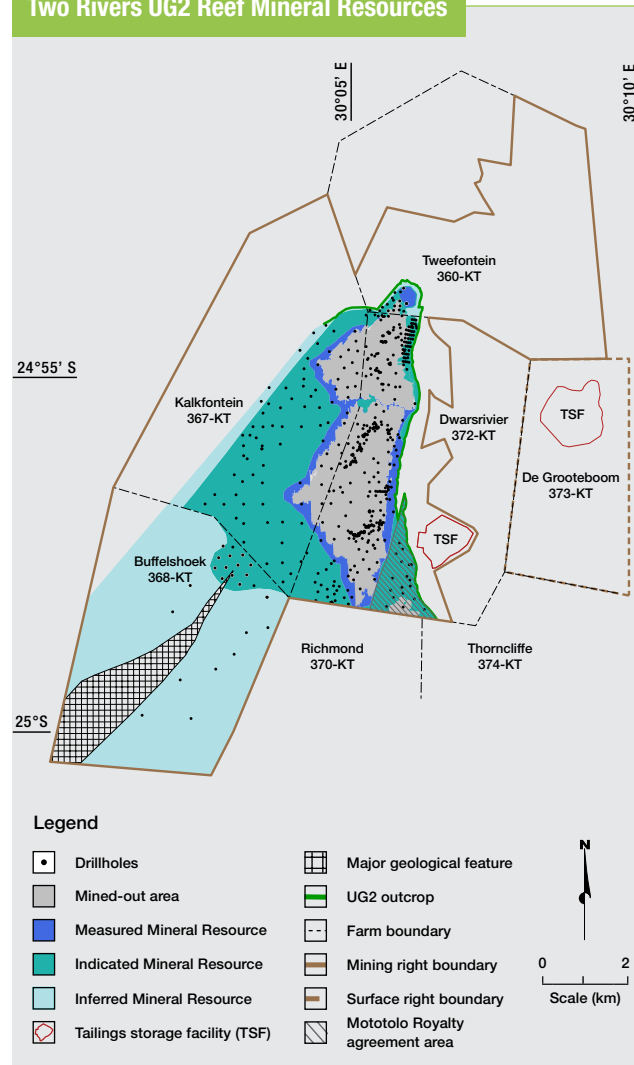 Two Rivers UG2 Reef Mineral Resources
30°05' E
30°10' E
Tweefontein
360-KT
24°55' S
Kalkfontein
367-KT
Dwarsrivier
372-KT
TSF
De Grooteboom
373-KT
TSF
Buffelshoek
368-KT
Richmond
370-KT
Thorncliffe
374-KT
25°S
Legend
Drillholes
Mined-out area
Measured Mineral Resource
Indicated Mineral Resource
Inferred Mineral Resource
Tailings storage facility (TSF)
Major geological feature
UG2 outcrop
Farm boundary
Mining right boundary
Surface right boundary
Mototolo Royalty
agreement area
N
0 2
Scale (km)